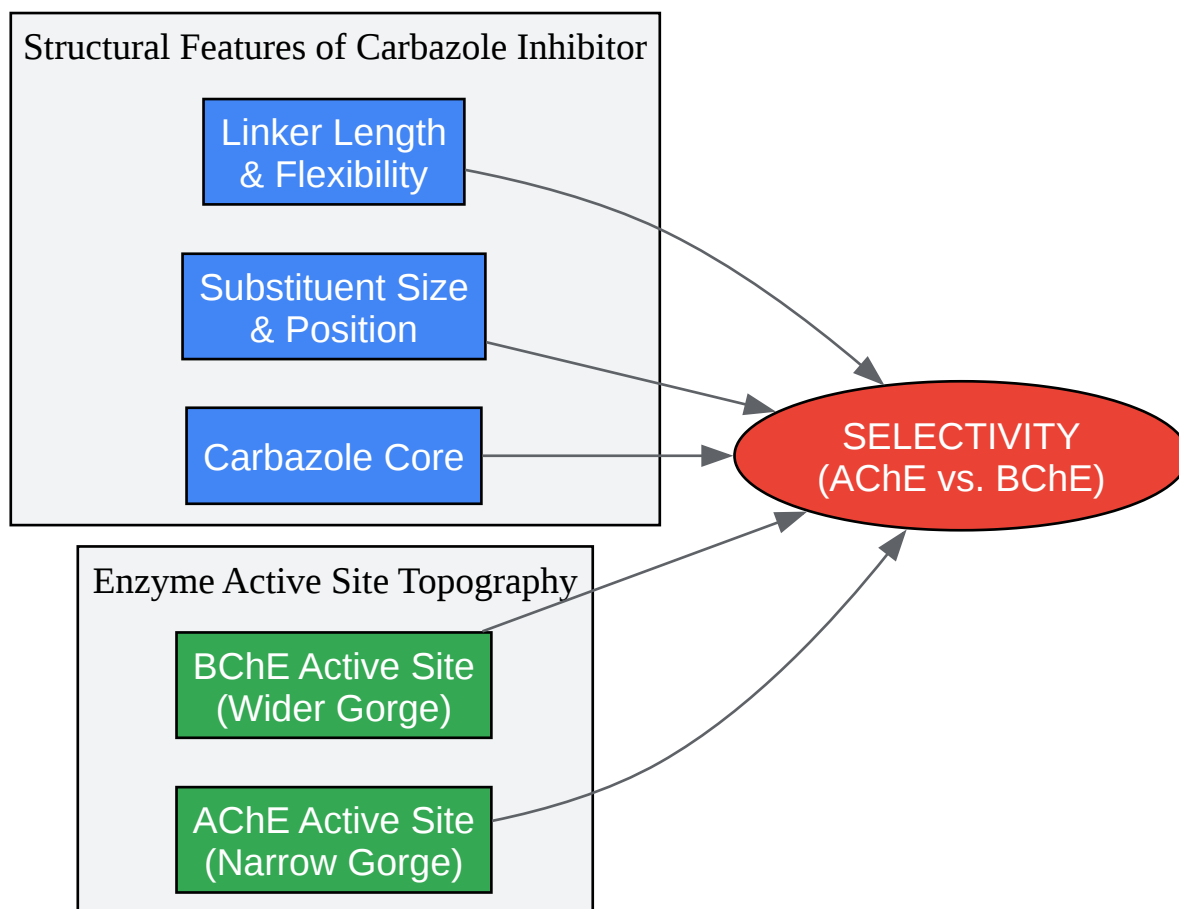 Structural Features of Carbazole Inhibitor
Linker Length
& Flexibility
Substituent Size
& Position
Carbazole Core
SELECTIVITY
(AChE vs. BChE)
Enzyme Active Site Topography
BChE Active Site
(Wider Gorge)
AChE Active Site
(Narrow Gorge)